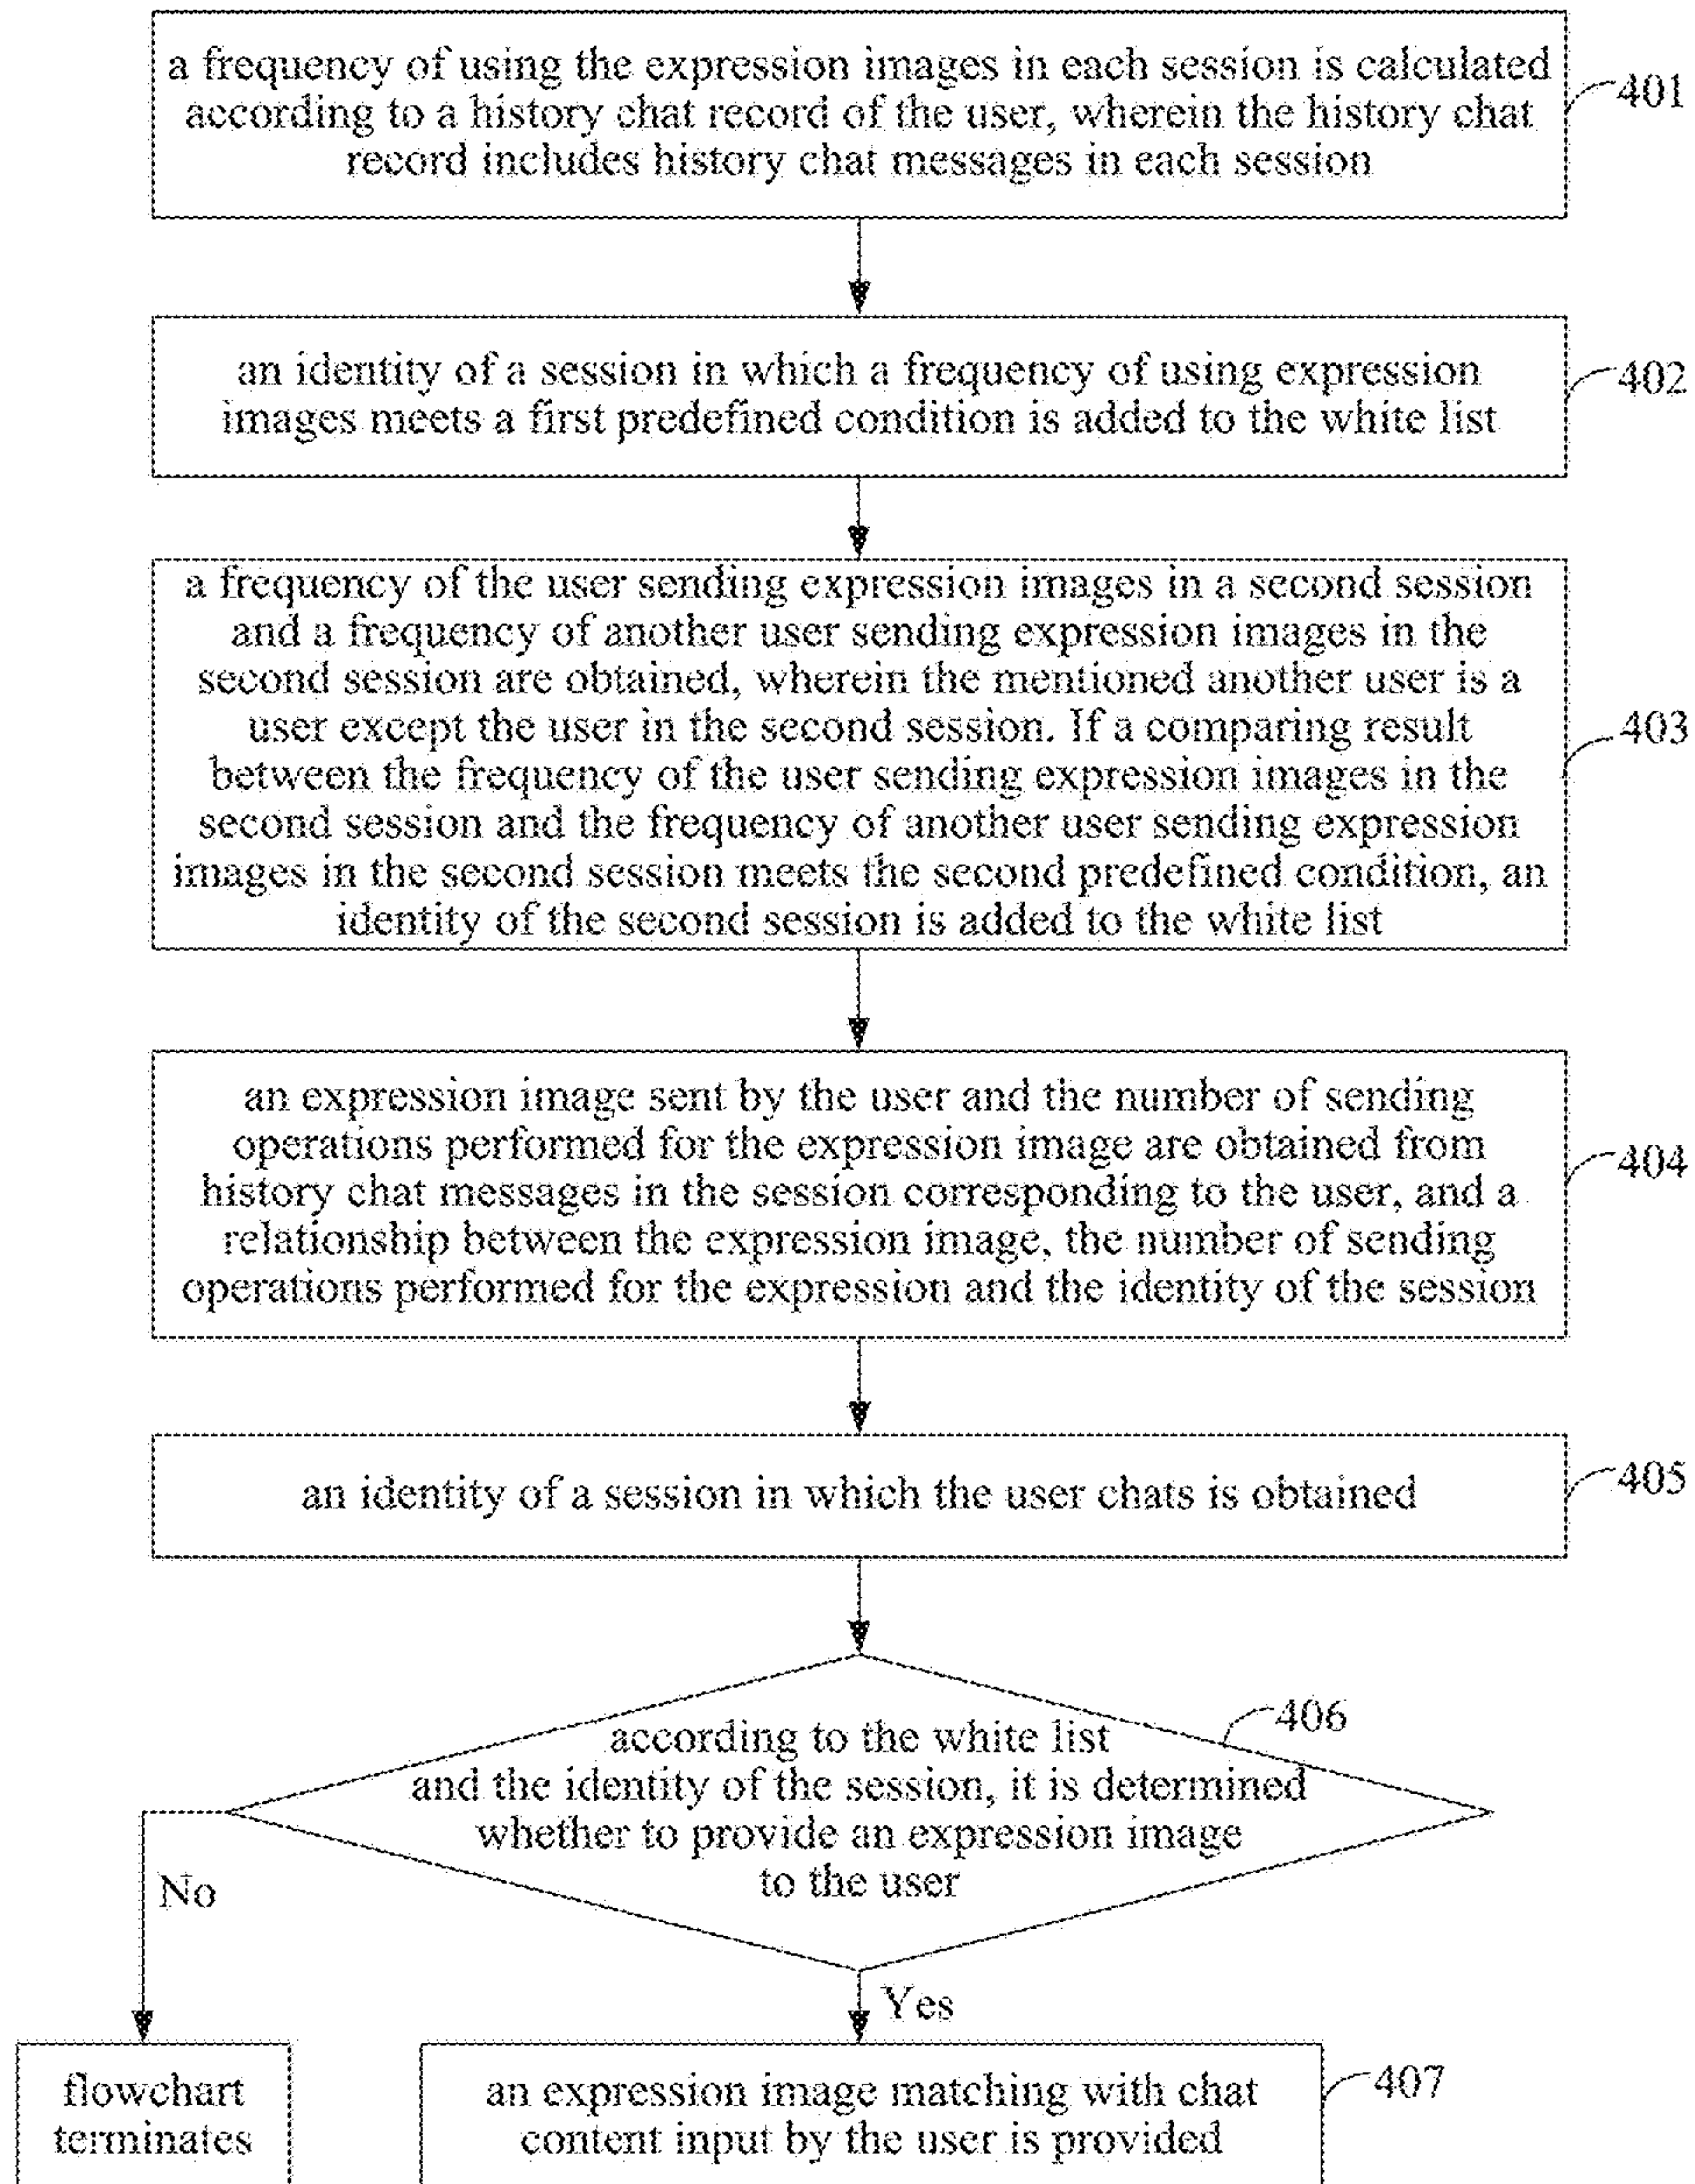 a frequency of using the expression images in each session is calculated
according to a history chat record of the user, wherein the history chat
record includes history chat messages in each session
401
an identity of a session in which a frequency of using expression
images meets a first predefined condition is added to the white list
402
a frequency of the user sending expression images in a second session
and a frequency of another user sending expression images in the
second session are obtained, wherein the mentioned another user is a
user except the user in the second session. If a comparing result
between the frequency of the user sending expression images in the
second session and the frequency of another user sending expression
images in the second session meets the second predefined condition, an
identity of the second session is added to the white list
403
an expression image sent by the user and the number of sending
operations performed for the expression image are obtained from
history chat messages in the session corresponding to the user, and a
relationship between the expression image, the number of sending
operations performed for the expression and the identity of the session
404
an identity of a session in which the user chats is obtained
405
406
according to the white list
and the identity of the session, it is determined
whether to provide an expression image
to the user
No
Yes
flowchart
terminates
an expression image matching with chat
content input by the user is provided
407